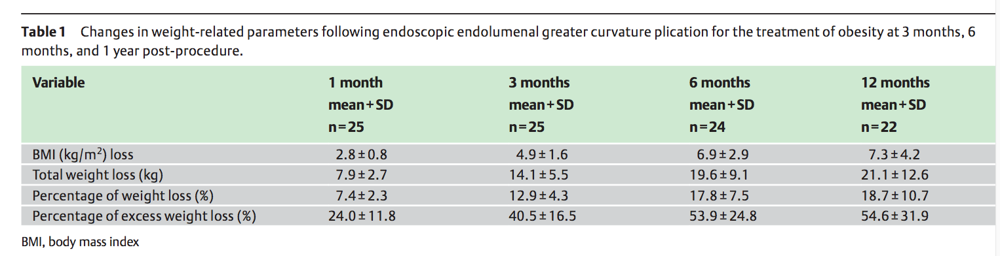 Table 1 Changes in weight-related parameters following endoscopic endolumenal greater curvature plication for the treatment of obesity at 3 months, 6
months, and 1 year post-procedure.
Variable 1 month 3 months 6 months 12 months
mean + SD mean + SD mean + SD mean + SD
n = 25 n = 25 n = 24 n = 22
BMI (kg/m²) loss 2.8 ± 0.8 4.9 ± 1.6 6.9 ± 2.9 7.3 ± 4.2
Total weight loss (kg) 7.9 ± 2.7 14.1 ± 5.5 19.6 ± 9.1 21.1 ± 12.6
Percentage of weight loss (%) 7.4 ± 2.3 12.9 ± 4.3 17.8 ± 7.5 18.7 ± 10.7
Percentage of excess weight loss (%) 24.0 ± 11.8 40.5 ± 16.5 53.9 ± 24.8 54.6 ± 31.9
BMI, body mass index